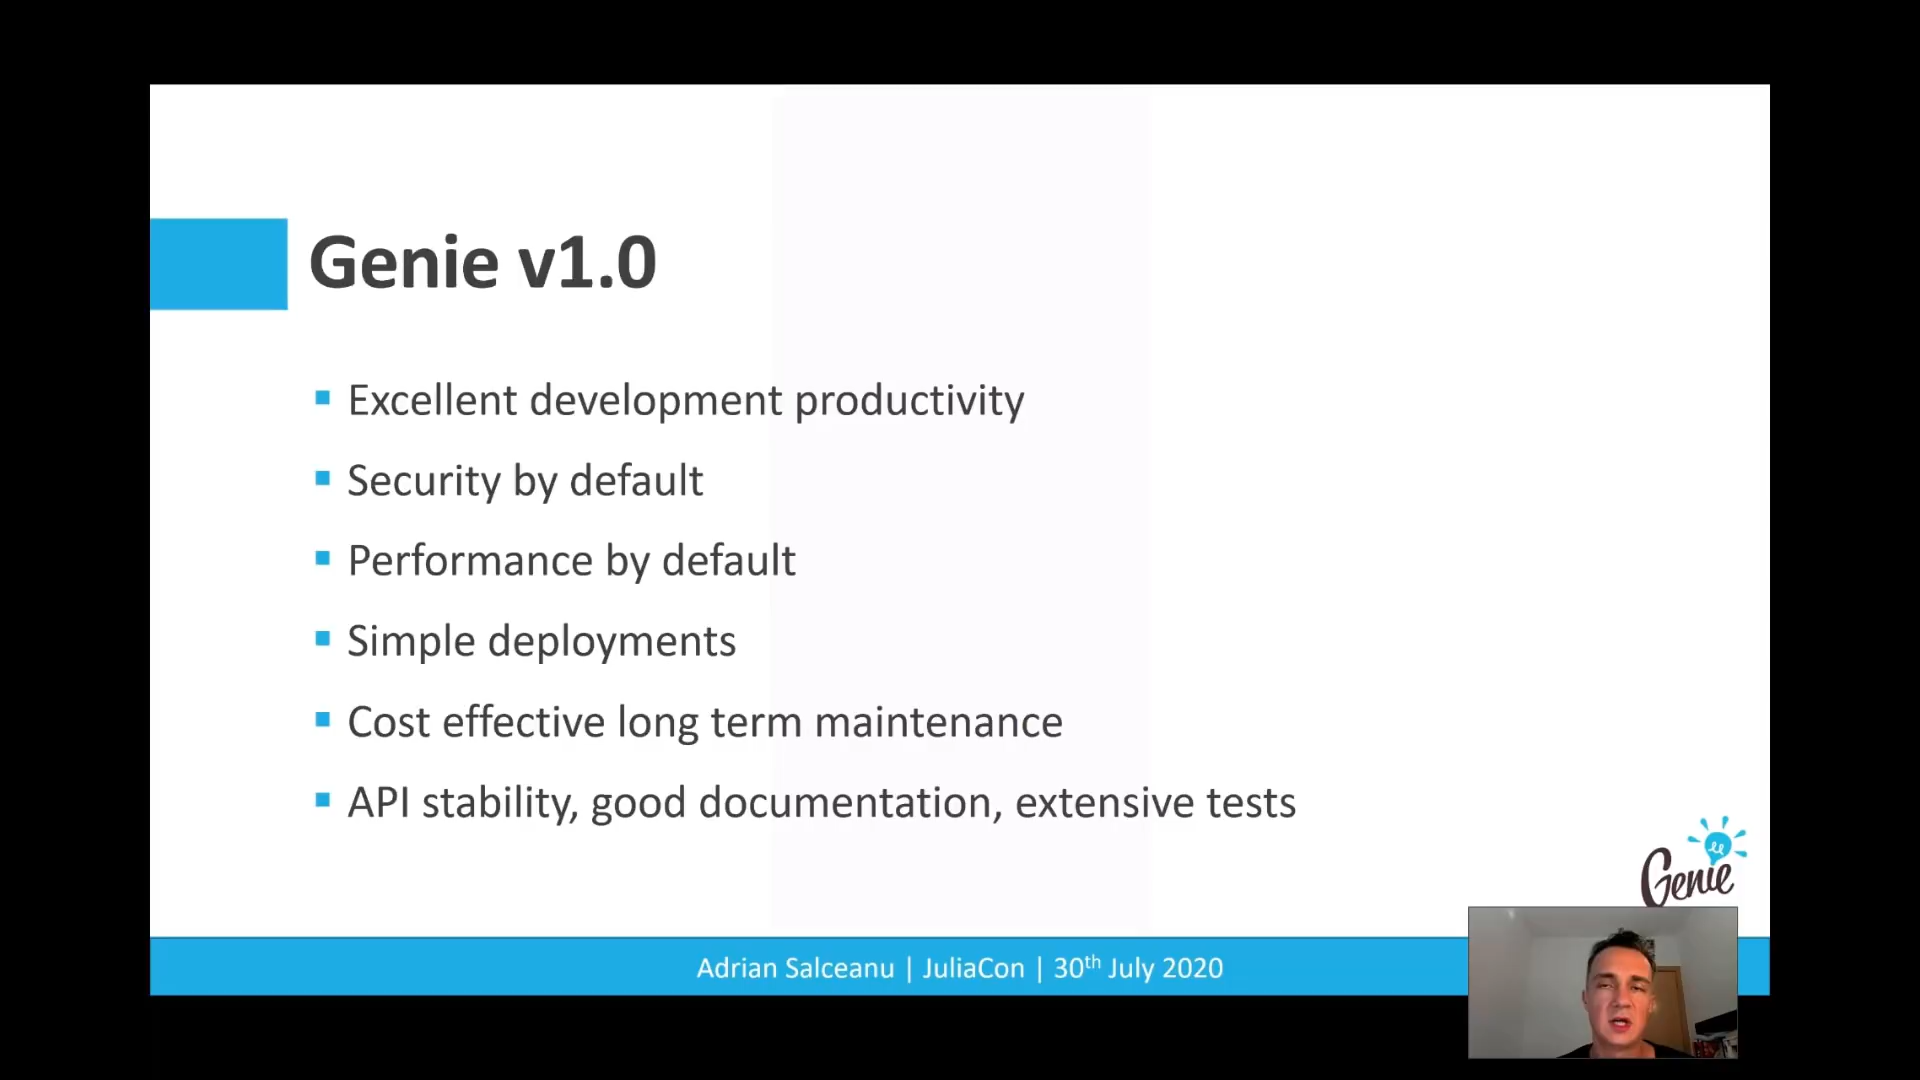 Genie v1.0
Excellent development productivity
Security by default
Performance by default
Simple deployments
Cost effective long term maintenance
API stability, good documentation, extensive tests
Genie
Adrian Salceanu | JuliaCon | 30th July 2020